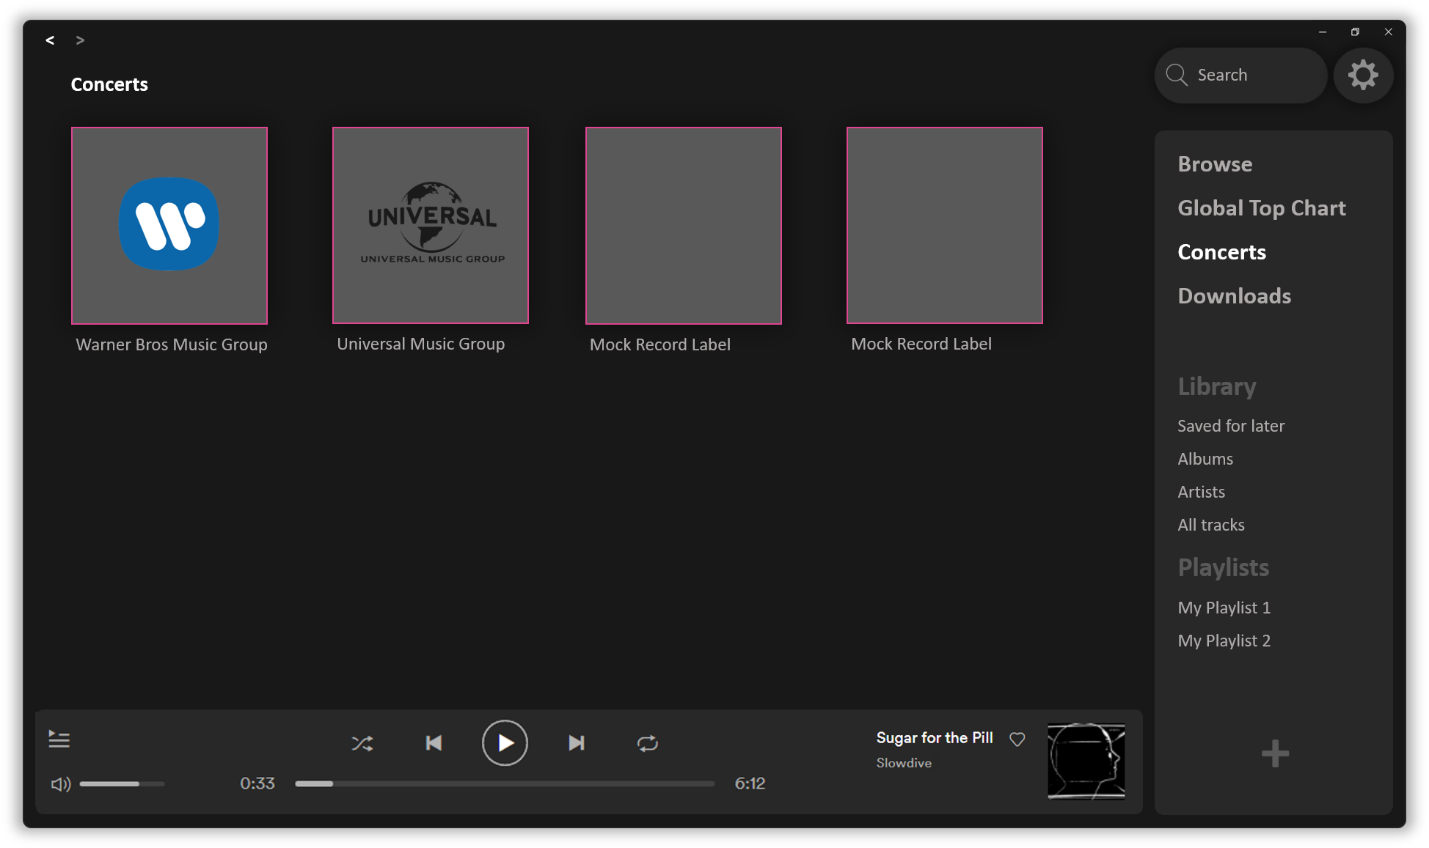 < >
Concerts
Search
UNIVERSAL
UNIVERSAL MUSIC GROUP
Warner Bros Music Group
Universal Music Group
Mock Record Label
Mock Record Label
Browse
Global Top Chart
Concerts
Downloads
Library
Saved for later
Albums
Artists
All tracks
Playlists
My Playlist 1
My Playlist 2
Sugar for the Pill
Slowdive
0:33
6:12